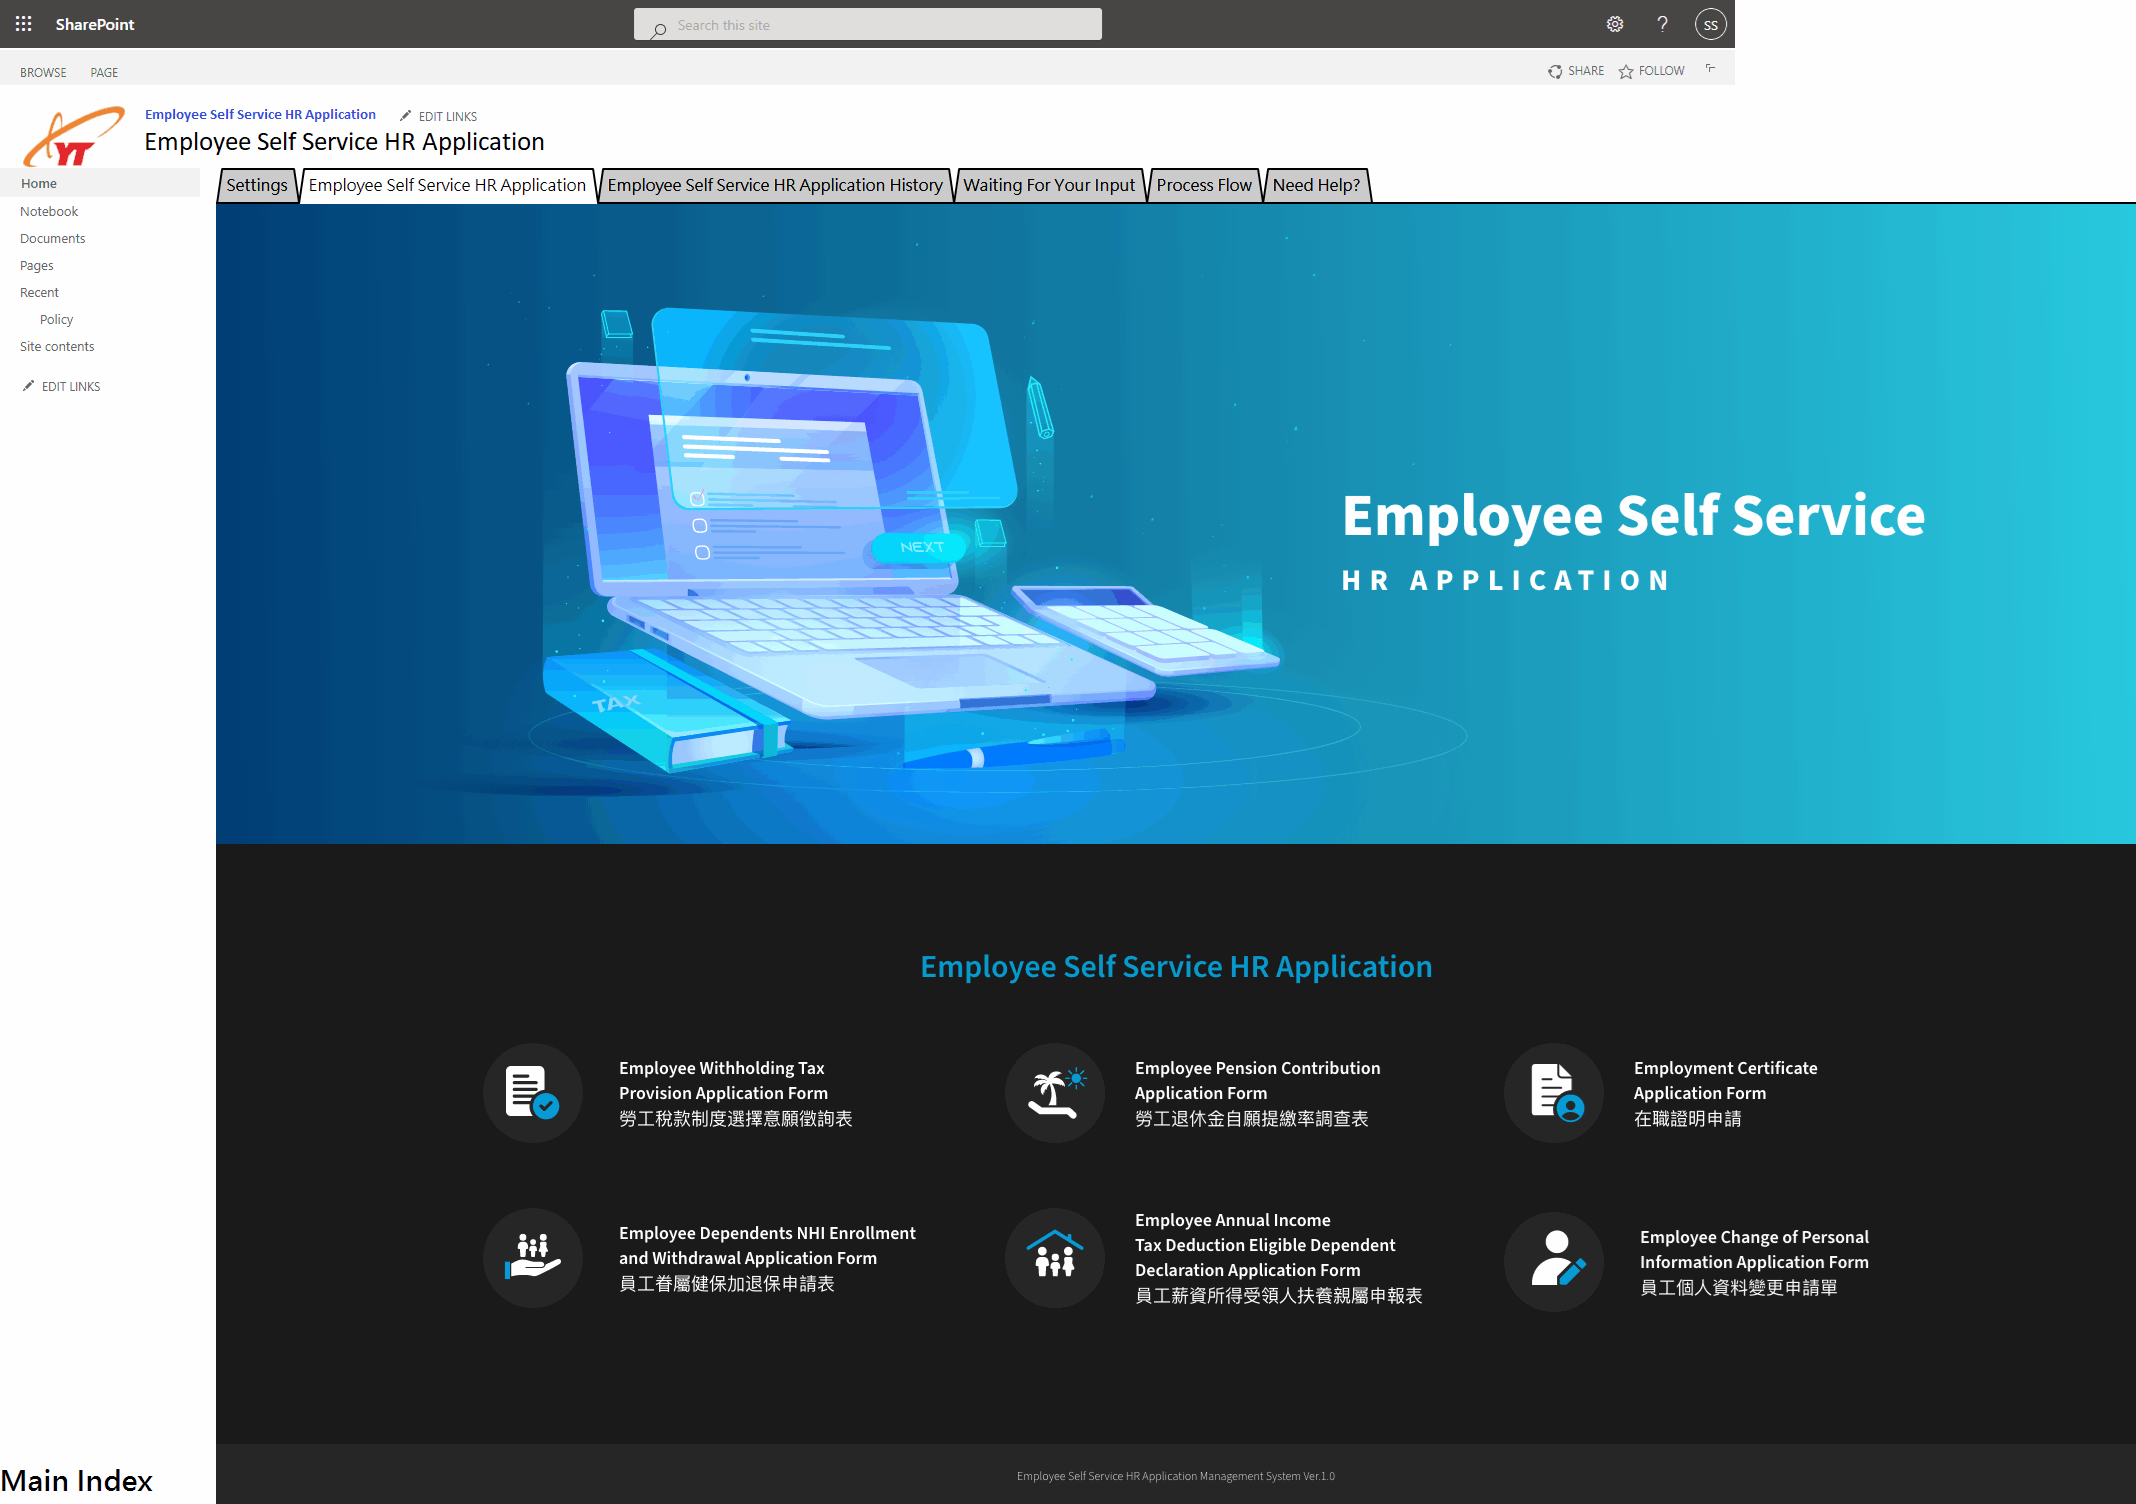 SharePoint
Search this site
?
SS
BROWSE
PAGE
SHARE
FOLLOW
YT
Employee Self Service HR Application
EDIT LINKS
Employee Self Service HR Application
Home
Notebook
Documents
Pages
Recent
Policy
Site contents
EDIT LINKS
Settings
Employee Self Service HR Application
Employee Self Service HR Application History
Waiting For Your Input
Process Flow
Need Help?
NEXT
TAX
Employee Self Service
HR APPLICATION
Employee Self Service HR Application
Employee Withholding Tax
Provision Application Form
勞工稅款制度選擇意願徵詢表
Employee Pension Contribution
Application Form
勞工退休金自願提繳率調查表
Employment Certificate
Application Form
在職證明申請
Employee Dependents NHI Enrollment
and Withdrawal Application Form
員工眷屬健保加退保申請表
Employee Annual Income
Tax Deduction Eligible Dependent
Declaration Application Form
員工薪資所得受領人扶養親屬申報表
Employee Change of Personal
Information Application Form
員工個人資料變更申請單
Main Index
Employee Self Service HR Application Management System Ver.1.0